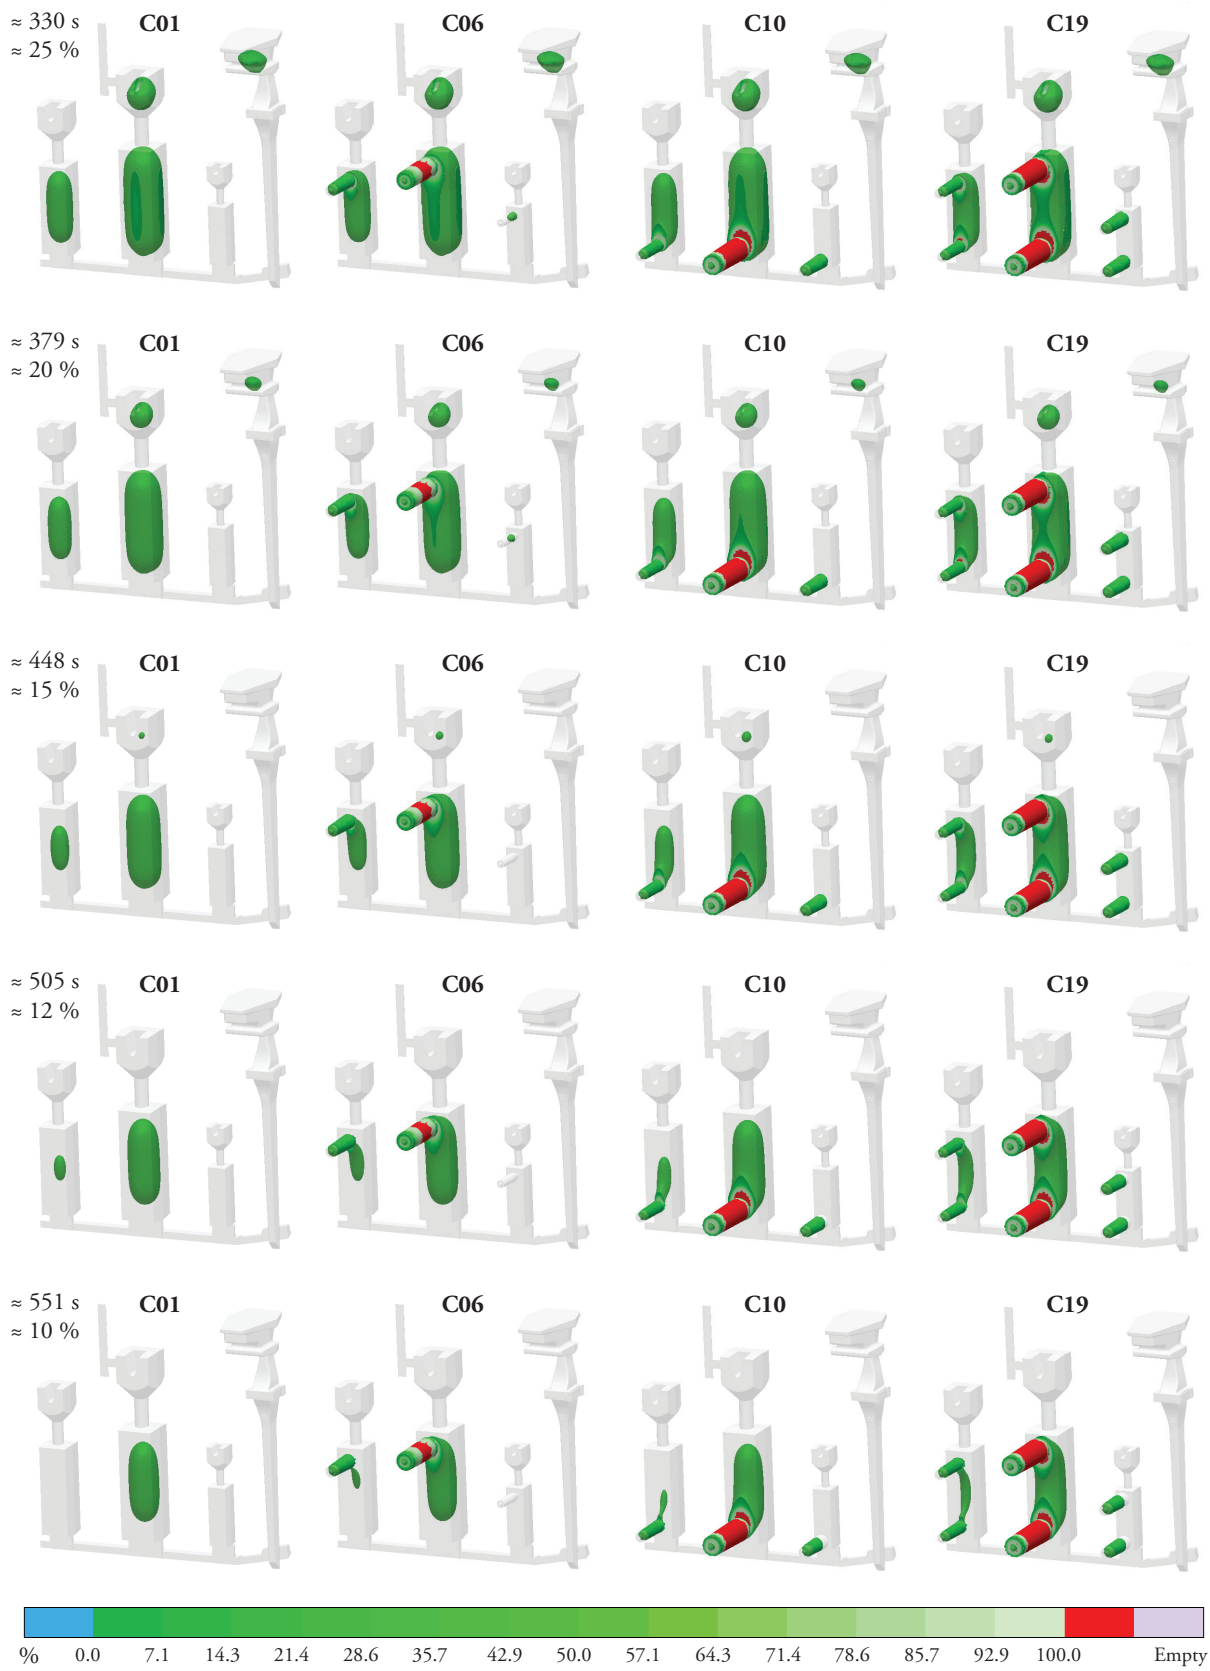 ≈ 330 s
≈ 25 %
C01 C06 C10 C19
≈ 379 s
≈ 20 %
C01 C06 C10 C19
≈ 448 s
≈ 15 %
C01 C06 C10 C19
≈ 505 s
≈ 12 %
C01 C06 C10 C19
≈ 551 s
≈ 10 %
C01 C06 C10 C19
% 0.0 7.1 14.3 21.4 28.6 35.7 42.9 50.0 57.1 64.3 71.4 78.6 85.7 92.9 100.0 Empty